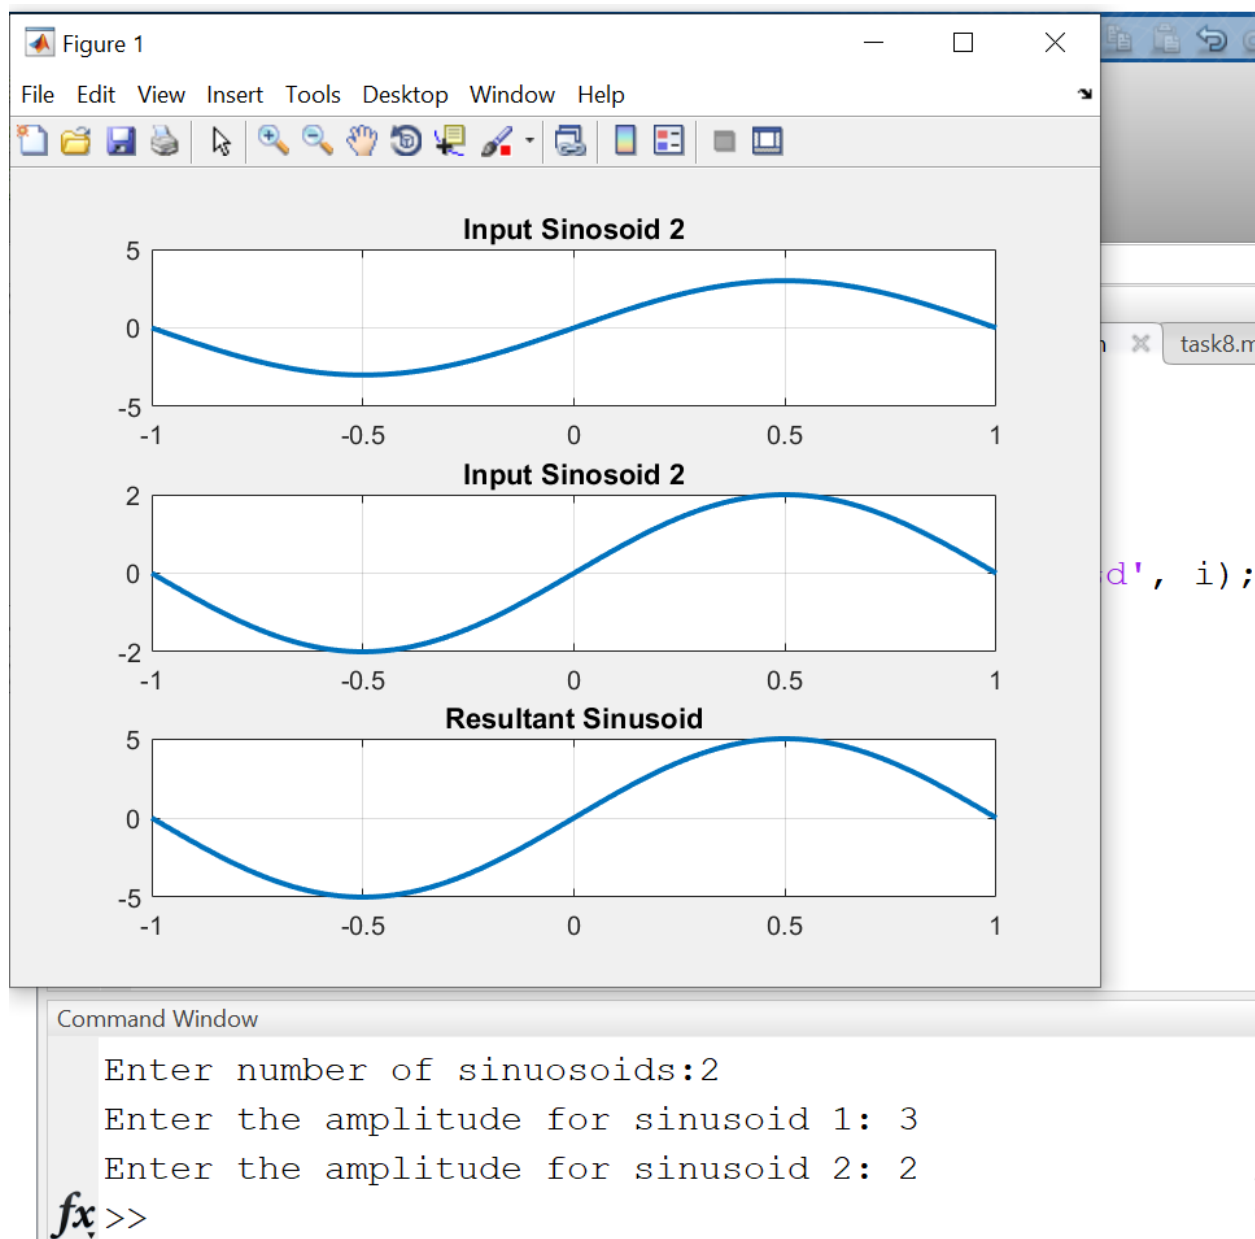 Figure 1
File Edit View Insert Tools Desktop Window Help
Input Sinosoid 2
5
0
-5
-1 -0.5 0 0.5 1
Input Sinosoid 2
2
0
-2
-1 -0.5 0 0.5 1
Resultant Sinusoid
5
0
-5
-1 -0.5 0 0.5 1
task8.m
d', i);
Command Window
Enter number of sinuosoids:2
Enter the amplitude for sinusoid 1: 3
Enter the amplitude for sinusoid 2: 2
fx >>